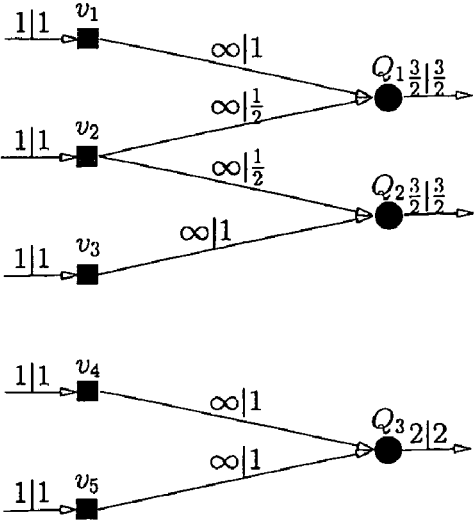 v₁
1|1
∞|1
Q₁ 3/2|3/2
∞|1/2
v₂
1|1
∞|1/2
Q₂ 3/2|3/2
v₃
∞|1
1|1
v₄
1|1
∞|1
Q₃ 2|2
v₅
∞|1
1|1